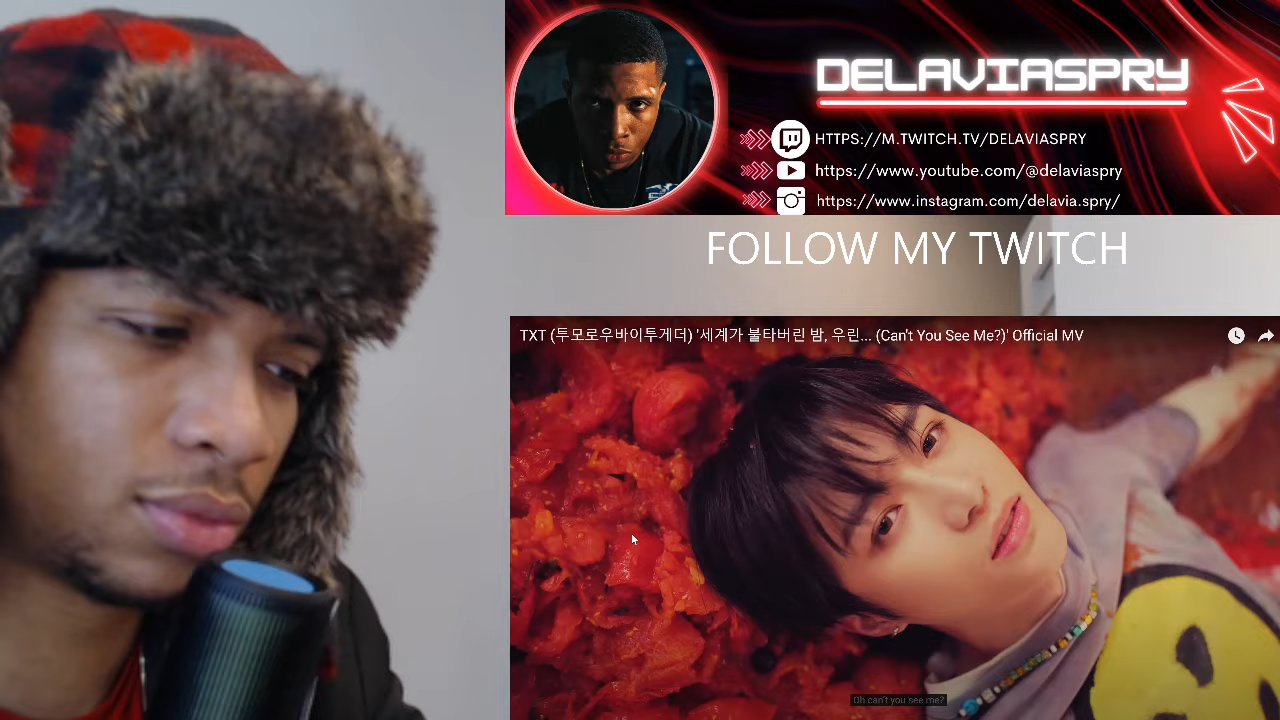 DELAVIASPRY
HTTPS://M.TWITCH.TV/DELAVIASPRY
https://www.youtube.com/@delaviaspry
https://www.instagram.com/delavia.spry/
FOLLOW MY TWITCH
TXT (투모로우바이투게더) '세계가 불타버린 밤, 우린... (Can't You See Me?)' Official MV
Oh can't you see me?